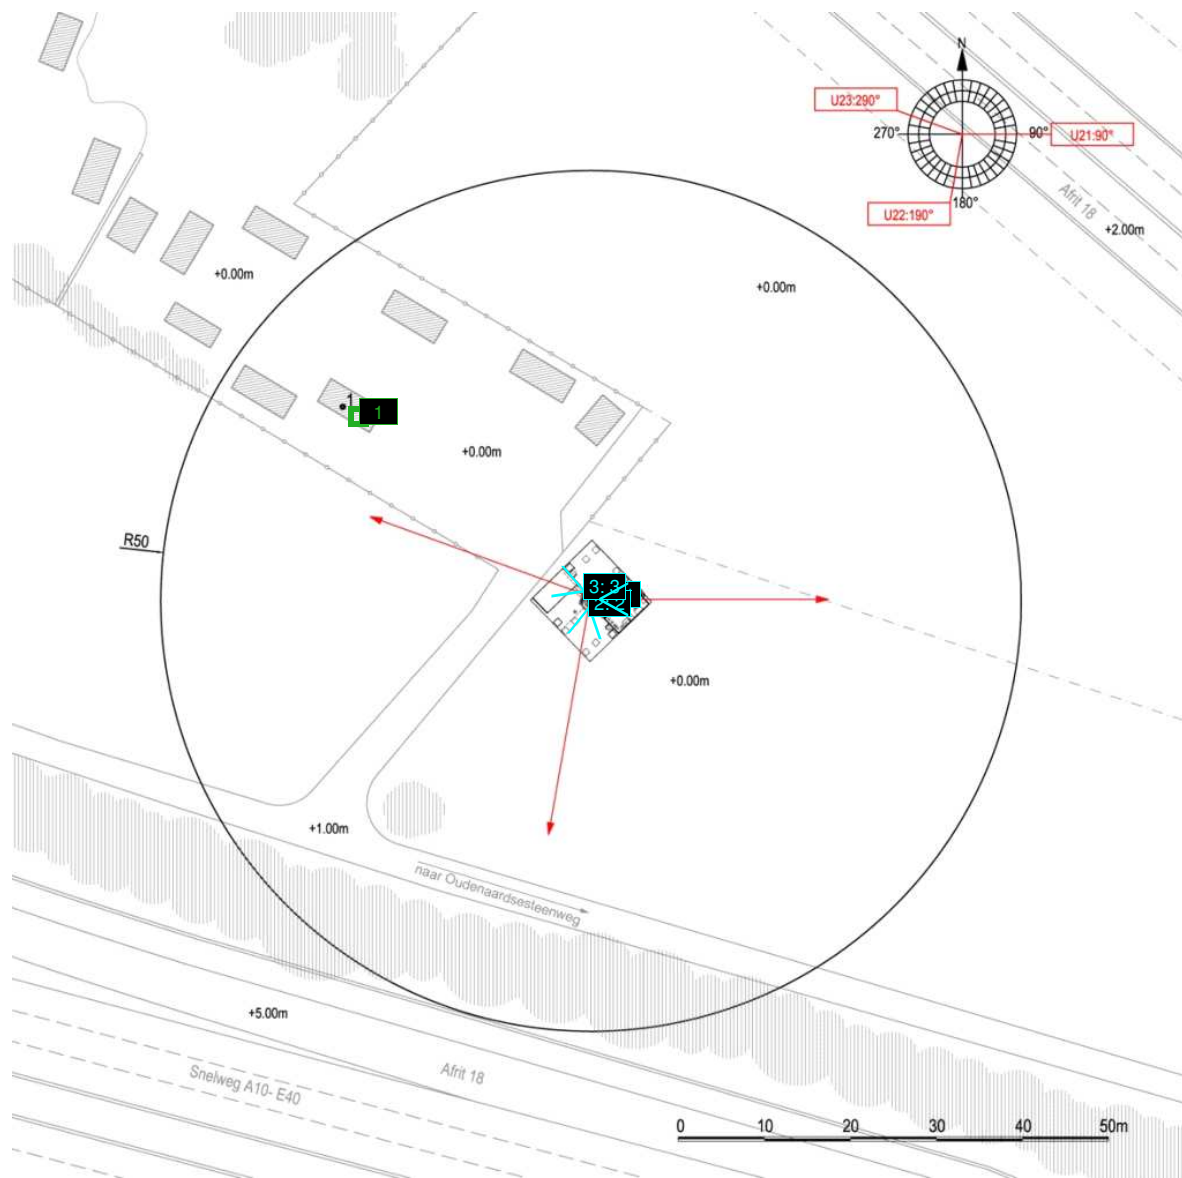 N
U23:290°
270°
90°
U21:90°
180°
U22:190°
Afrit 18
+2.00m
+0.00m
+0.00m
1
1
+0.00m
R50
3: 3
2: 2
1
+0.00m
+1.00m
naar Oudenaardsesteenweg
+5.00m
Afrit 18
Snelweg A10- E40
0 10 20 30 40 50m